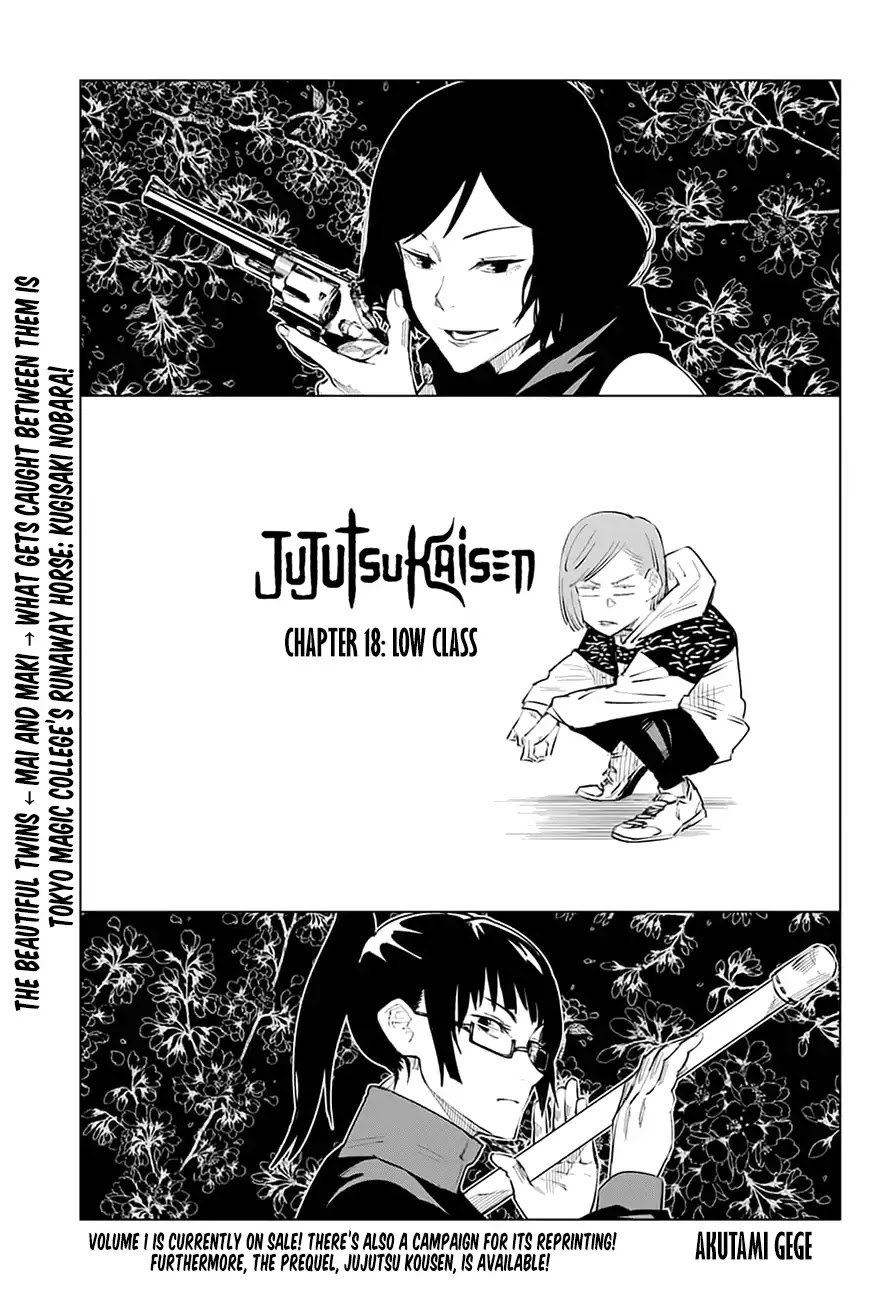 THE BEAUTIFUL TWINS ← MAI AND MAKI → WHAT GETS CAUGHT BETWEEN THEM IS
TOKYO MAGIC COLLEGE'S RUNAWAY HORSE: KUGISAKI NOBARA!
JUJUTSU KAISEN
CHAPTER 18: LOW CLASS
VOLUME 1 IS CURRENTLY ON SALE! THERE'S ALSO A CAMPAIGN FOR ITS REPRINTING!
FURTHERMORE, THE PREQUEL, JUJUTSU KOUSEN, IS AVAILABLE!
AKUTAMI GEGE